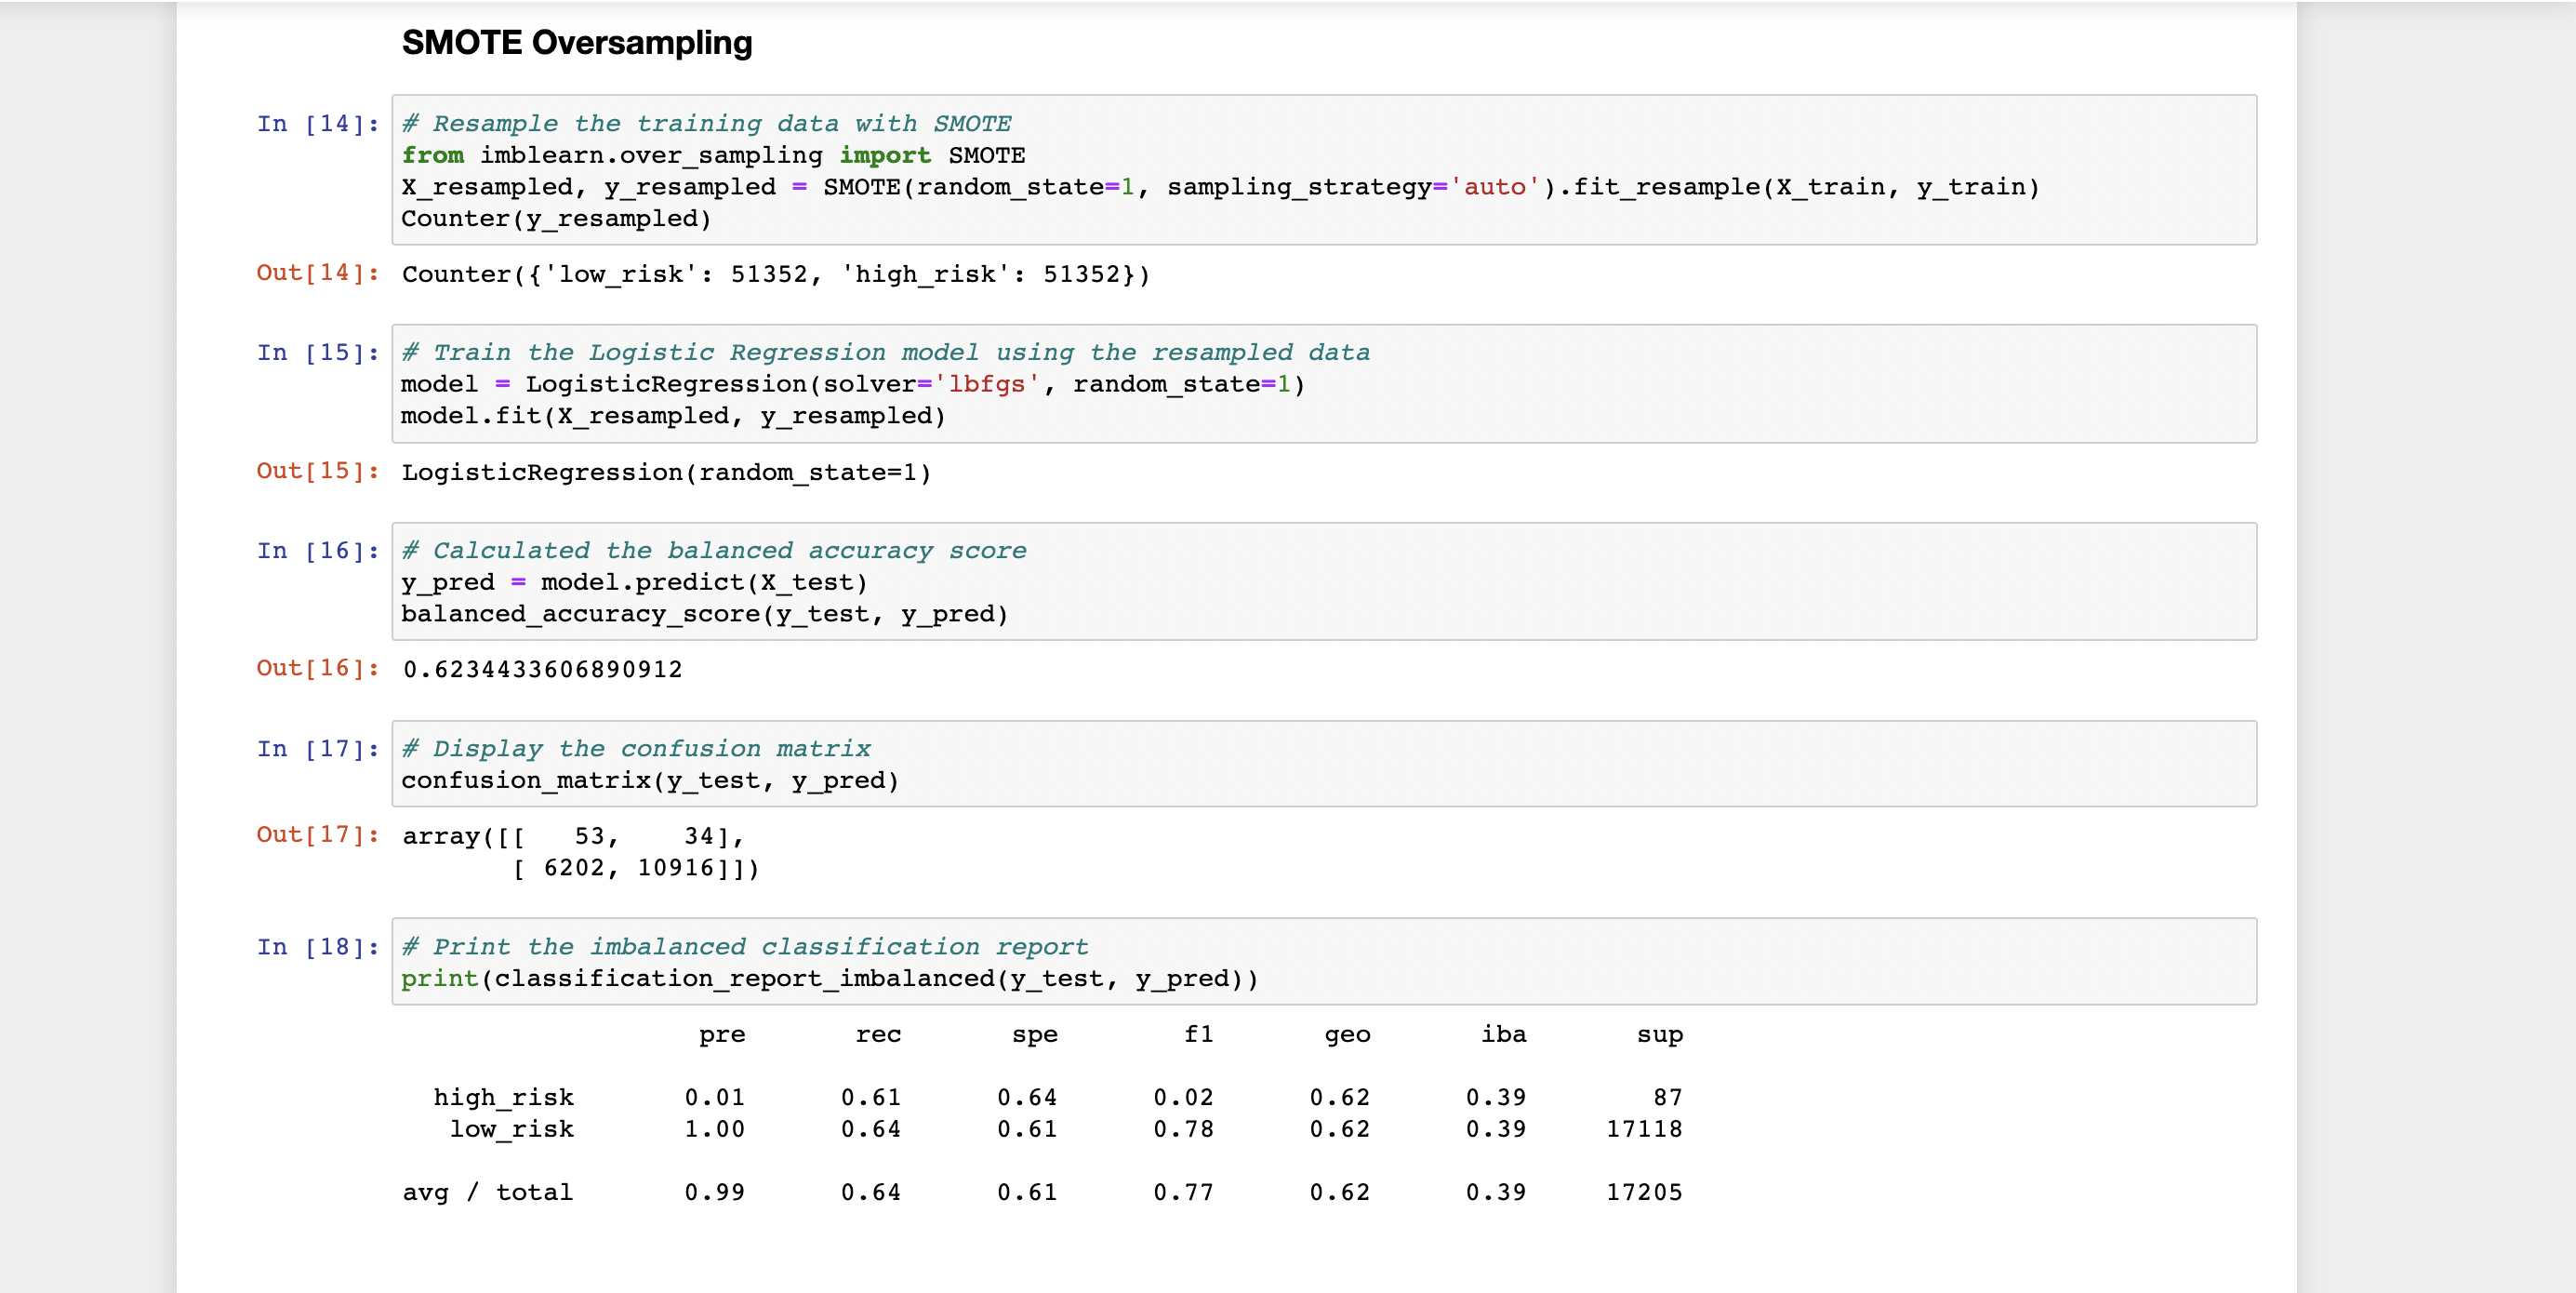 SMOTE Oversampling
In [14]: # Resample the training data with SMOTE
from imblearn.over_sampling import SMOTE
X_resampled, y_resampled = SMOTE(random_state=1, sampling_strategy='auto').fit_resample(X_train, y_train)
Counter(y_resampled)
Out[14]: Counter({'low_risk': 51352, 'high_risk': 51352})
In [15]: # Train the Logistic Regression model using the resampled data
model = LogisticRegression(solver='lbfgs', random_state=1)
model.fit(X_resampled, y_resampled)
Out[15]: LogisticRegression(random_state=1)
In [16]: # Calculated the balanced accuracy score
y_pred = model.predict(X_test)
balanced_accuracy_score(y_test, y_pred)
Out[16]: 0.6234433606890912
In [17]: # Display the confusion matrix
confusion_matrix(y_test, y_pred)
Out[17]: array([[   53,    34],
       [ 6202, 10916]])
In [18]: # Print the imbalanced classification report
print(classification_report_imbalanced(y_test, y_pred))
pre rec spe f1 geo iba sup
high_risk 0.01 0.61 0.64 0.02 0.62 0.39 87
low_risk 1.00 0.64 0.61 0.78 0.62 0.39 17118
avg / total 0.99 0.64 0.61 0.77 0.62 0.39 17205